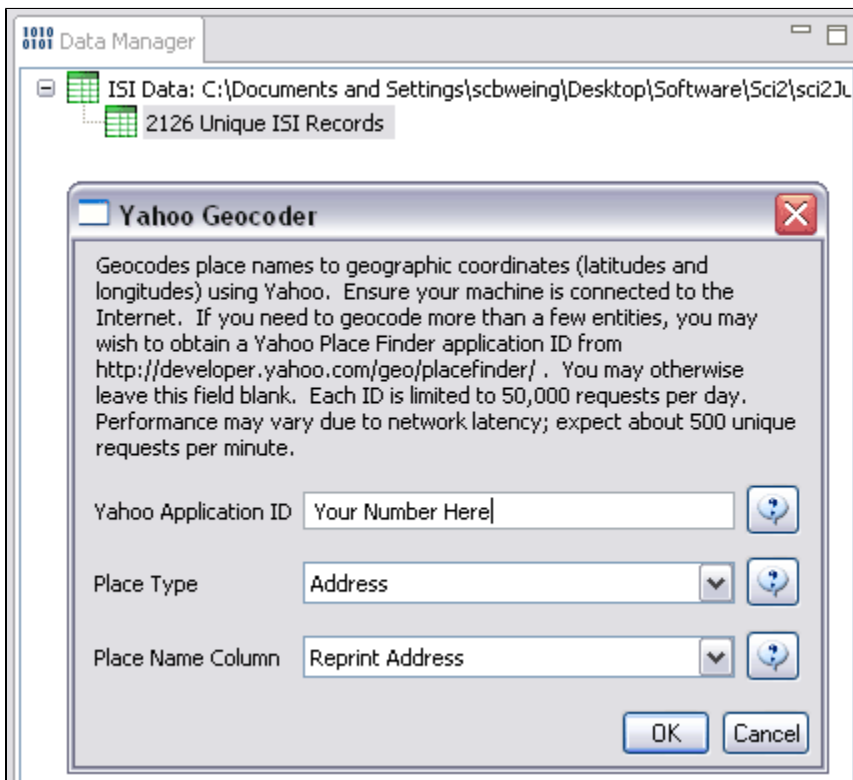 1010
0101 Data Manager
ISI Data: C:\Documents and Settings\scbweing\Desktop\Software\Sci2\sci2Ju
2126 Unique ISI Records
Yahoo Geocoder
Geocodes place names to geographic coordinates (latitudes and
longitudes) using Yahoo. Ensure your machine is connected to the
Internet. If you need to geocode more than a few entities, you may
wish to obtain a Yahoo Place Finder application ID from
http://developer.yahoo.com/geo/placefinder/ . You may otherwise
leave this field blank. Each ID is limited to 50,000 requests per day.
Performance may vary due to network latency; expect about 500 unique
requests per minute.
Yahoo Application ID Your Number Here
Place Type Address
Place Name Column Reprint Address
OK Cancel